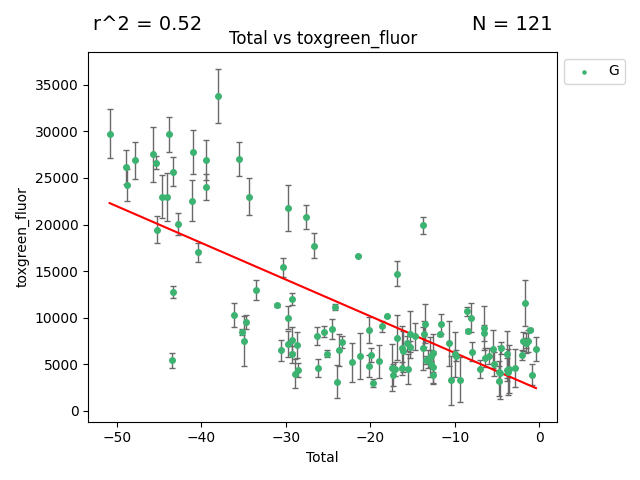 r^2 = 0.52
N = 121
Total vs toxgreen_fluor
G
35000
30000
25000
20000
15000
10000
5000
0
toxgreen_fluor
−50
−40
−30
−20
−10
0
Total